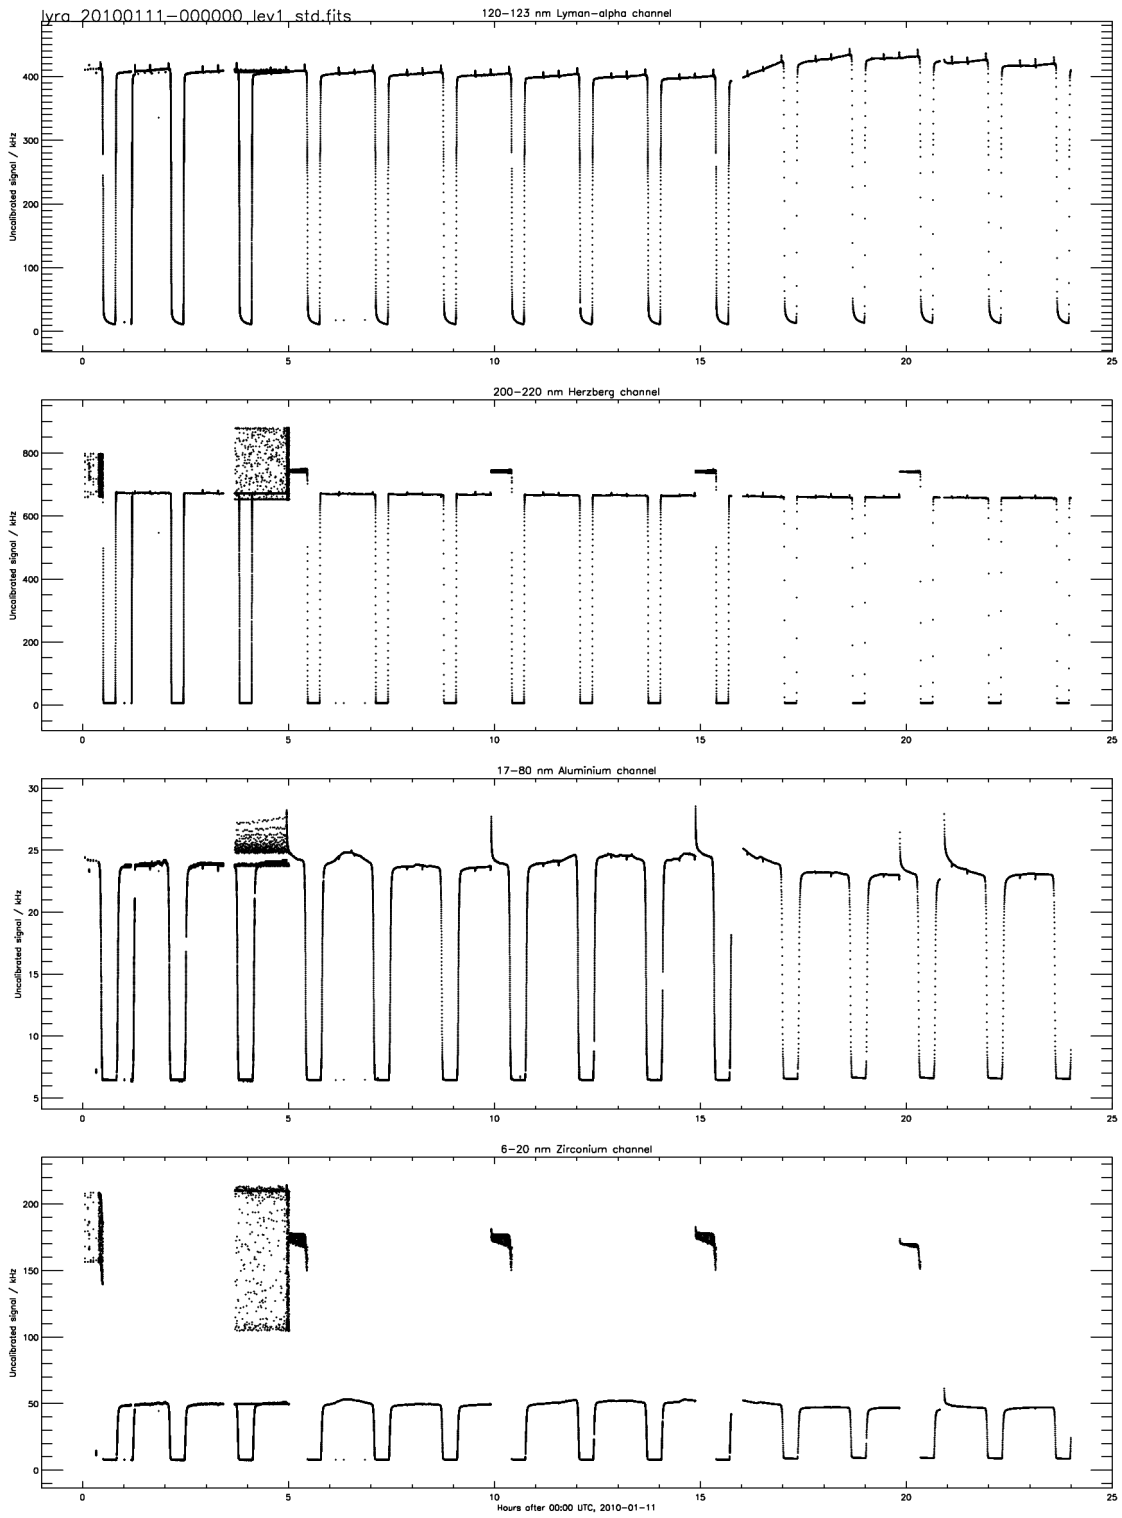 lyra_20100111-000000_lev1_std.fits
120-123 nm Lyman-alpha channel
Uncalibrated signal / kHz
400
300
200
100
0
0 5 10 15 20 25
200-220 nm Herzberg channel
Uncalibrated signal / kHz
800
600
400
200
0
0 5 10 15 20 25
17-80 nm Aluminium channel
Uncalibrated signal / kHz
30
25
20
15
10
5
0 5 10 15 20 25
6-20 nm Zirconium channel
Uncalibrated signal / kHz
200
150
100
50
0
0 5 10 15 20 25
Hours after 00:00 UTC, 2010-01-11